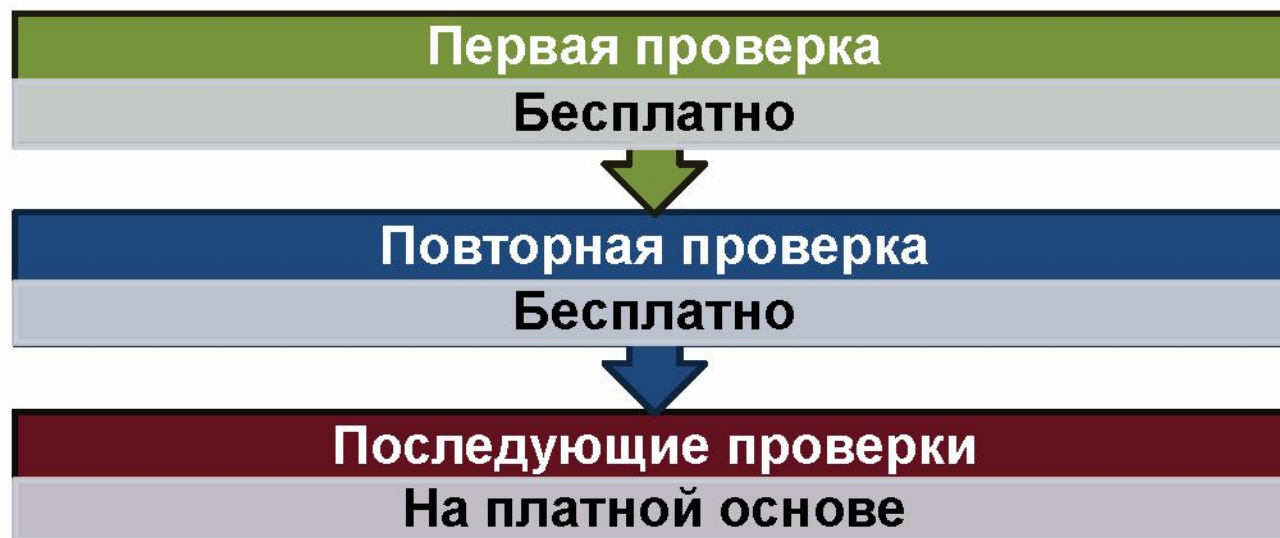 Первая проверка
Бесплатно
Повторная проверка
Бесплатно
Последующие проверки
На платной основе